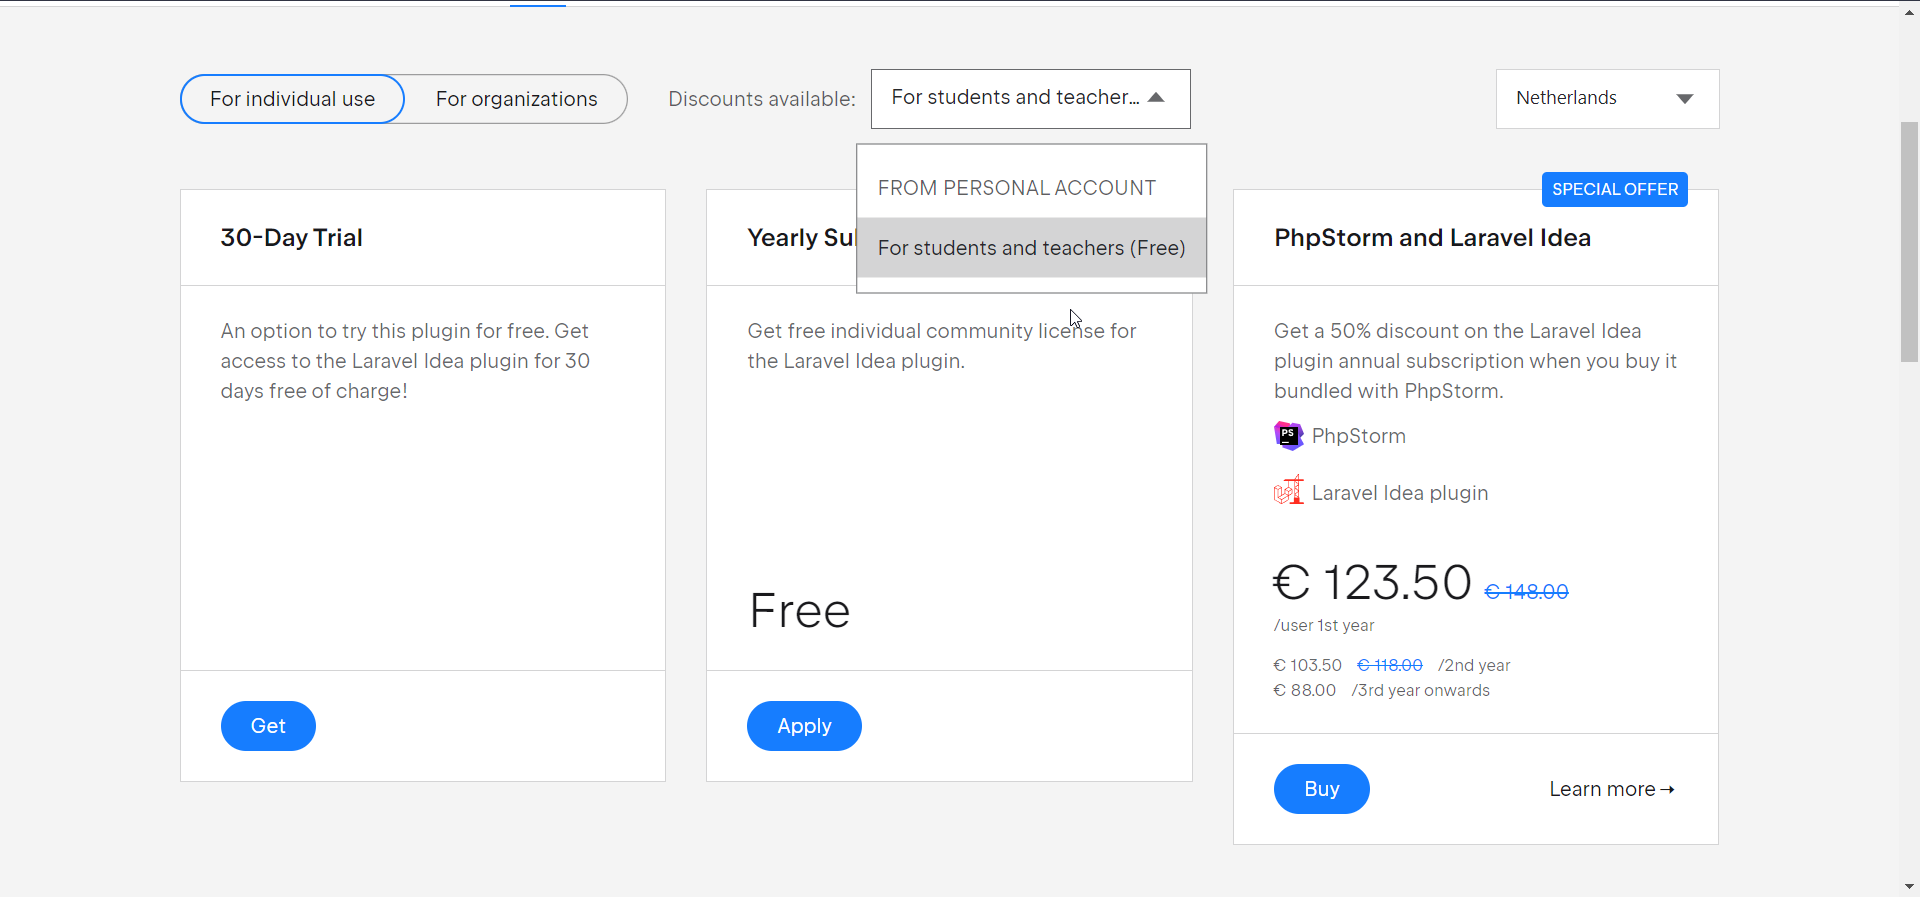 For individual use
For organizations
Discounts available:
For students and teacher...
Netherlands
FROM PERSONAL ACCOUNT
For students and teachers (Free)
30-Day Trial
An option to try this plugin for free. Get
access to the Laravel Idea plugin for 30
days free of charge!
Get
Yearly Su
Get free individual community license for
the Laravel Idea plugin.
Free
Apply
SPECIAL OFFER
PhpStorm and Laravel Idea
Get a 50% discount on the Laravel Idea
plugin annual subscription when you buy it
bundled with PhpStorm.
PS
PhpStorm
Laravel Idea plugin
€ 123.50 € 148.00
/user 1st year
€ 103.50 € 118.00 /2nd year
€ 88.00 /3rd year onwards
Buy
Learn more →